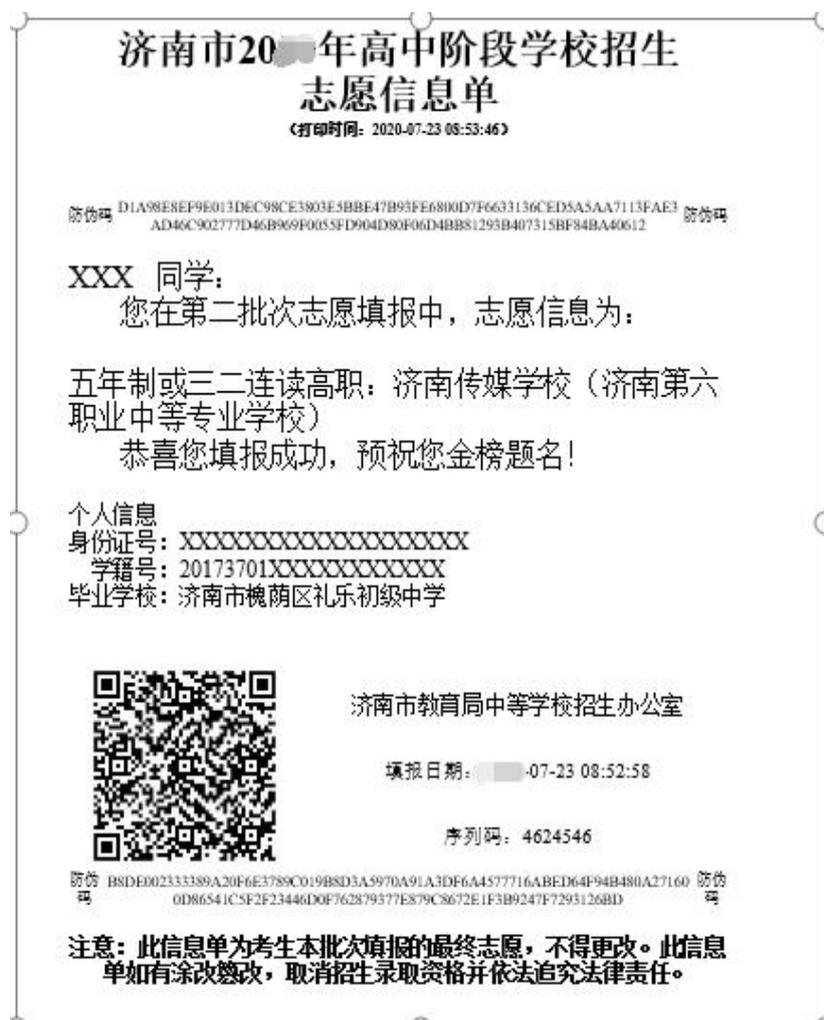 济南市20 年高中阶段学校招生
志愿信息单
(打印时间：2020-07-23 08:53:46)
防伪码 D1A98E8EF9E013DEC98CE3803E5BBE47B93FE6800D7F6633136CED5A5AA7113FAE3 防伪码
AD46C902777D46B969F0055FD904D80F06D4BB81293B407315BF84BA40612
XXX 同学：
您在第二批次志愿填报中，志愿信息为：
五年制或三二连读高职：济南传媒学校（济南第六
职业中等专业学校）
恭喜您填报成功，预祝您金榜题名！
个人信息
身份证号：XXXXXXXXXXXXXXXXXXXX
学籍号：20173701XXXXXXXXXXXX
毕业学校：济南市槐荫区礼乐初级中学
济南市教育局中等学校招生办公室
填报日期： -07-23 08:52:58
序列码：4624546
防伪码 B8DE002333389A20F6E3789C019B8D3A5970A91A3DF6A4577716ABED64F94B480A27160 防伪码
0D86541C5F2F23446D0F762879377E879C8672E1F3B9247F7293126BD
注意：此信息单为考生本批次填报的最终志愿，不得更改。此信息
单如有涂改篡改，取消招生录取资格并依法追究法律责任。